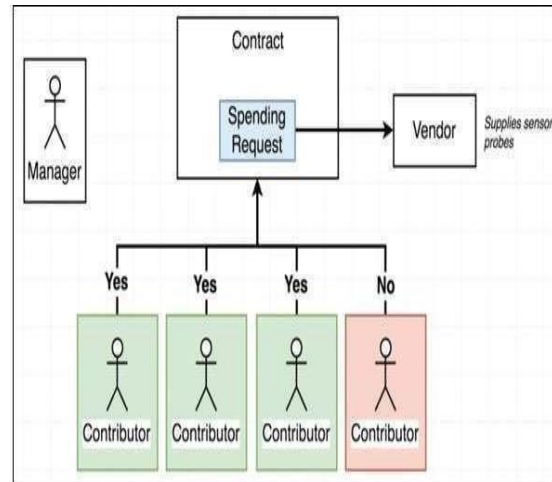 Contract
Manager
Spending
Request
Vendor
Supplies sensor
probes
Yes
Yes
Yes
No
Contributor
Contributor
Contributor
Contributor